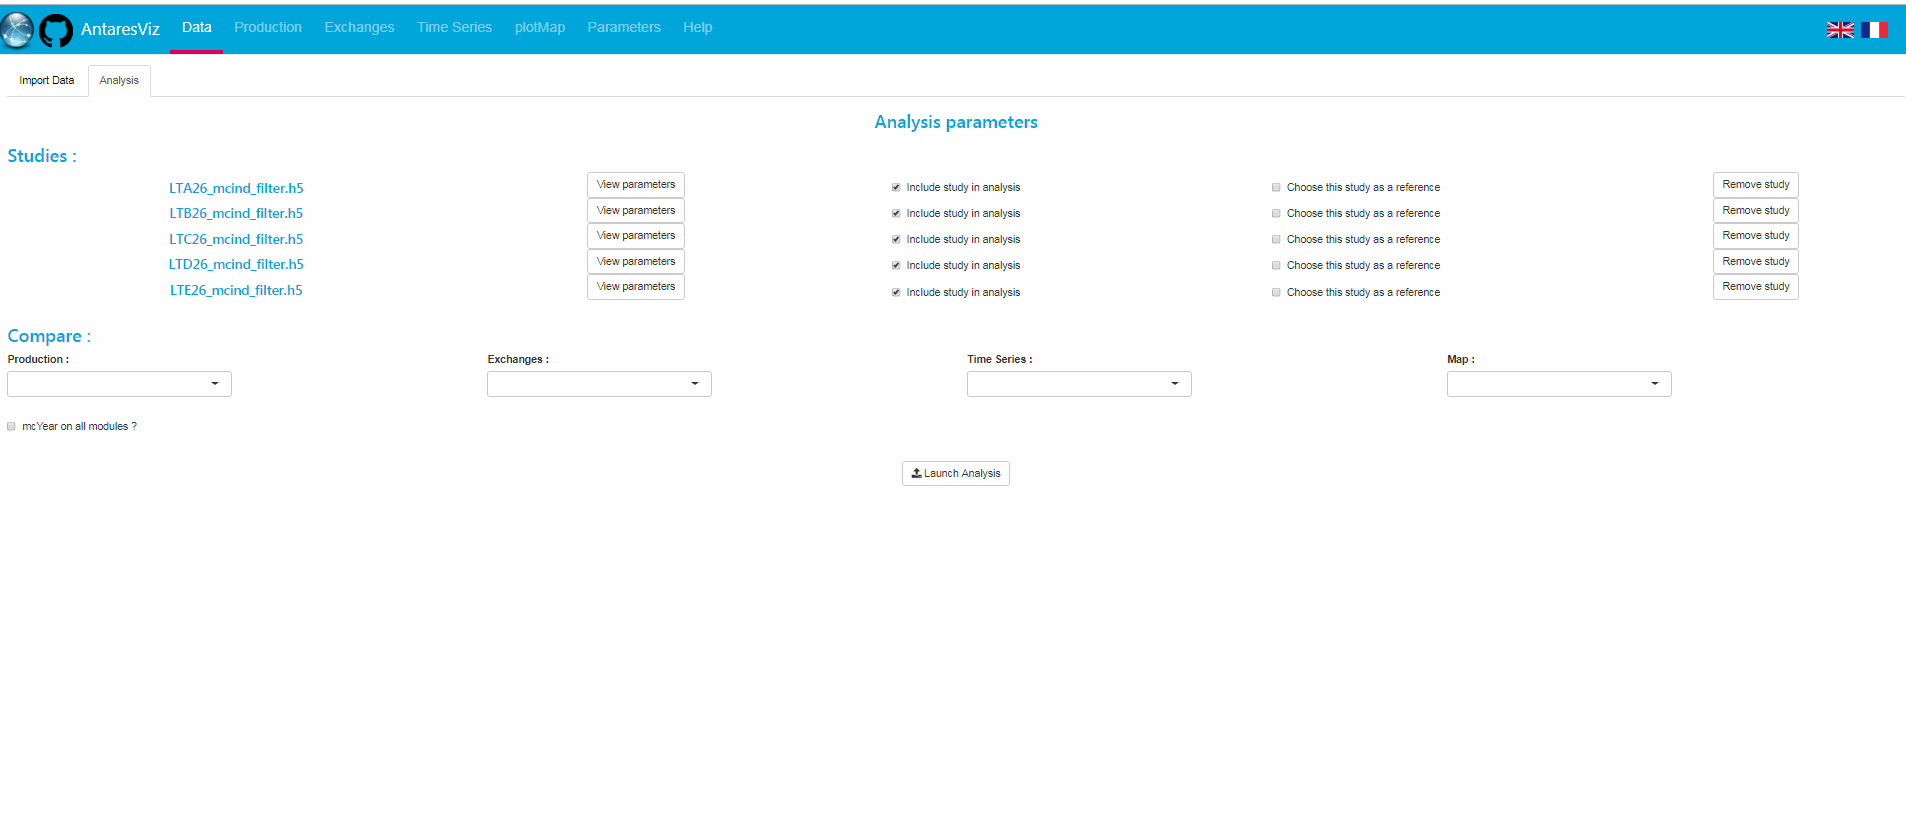 AntaresViz Data Production Exchanges Time Series plotMap Parameters Help
Import Data Analysis
Analysis parameters
Studies :
LTA26_mcind_filter.h5 View parameters Include study in analysis Choose this study as a reference Remove study
LTB26_mcind_filter.h5 View parameters Include study in analysis Choose this study as a reference Remove study
LTC26_mcind_filter.h5 View parameters Include study in analysis Choose this study as a reference Remove study
LTD26_mcind_filter.h5 View parameters Include study in analysis Choose this study as a reference Remove study
LTE26_mcind_filter.h5 View parameters Include study in analysis Choose this study as a reference Remove study
Compare :
Production : Exchanges : Time Series : Map :
mcYear on all modules ?
Launch Analysis